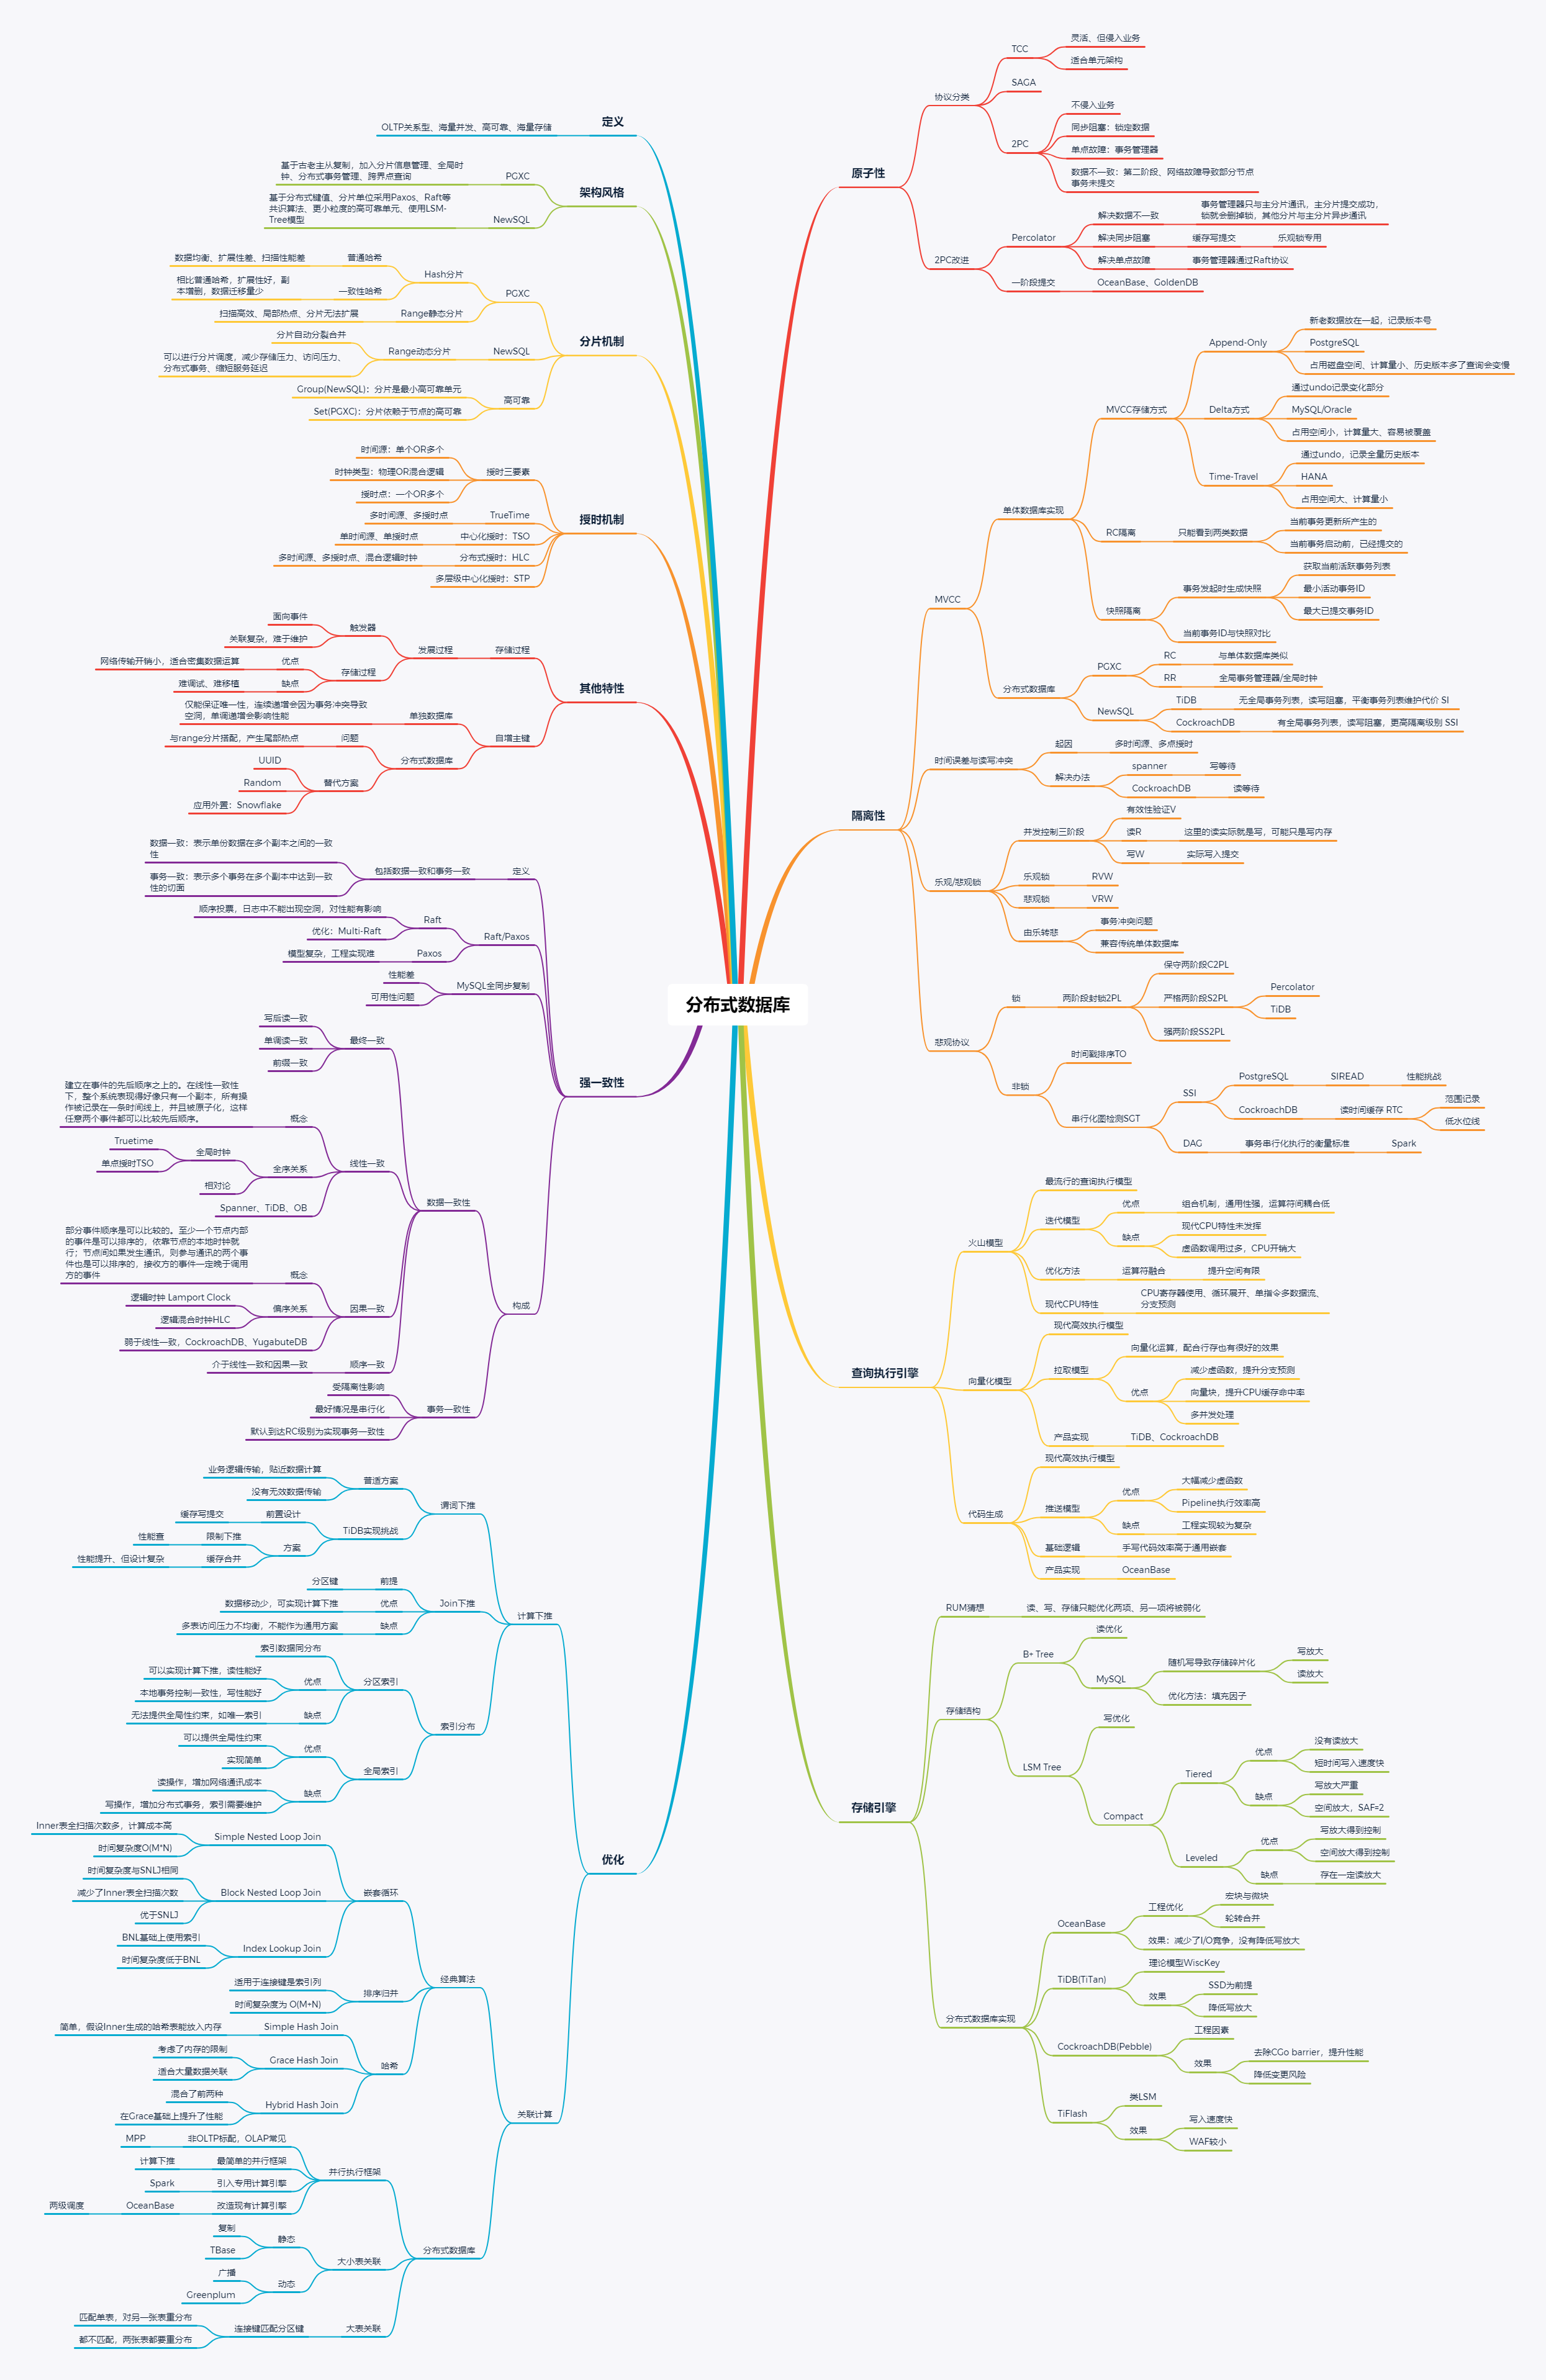 分布式数据库
定义
OLTP关系型、海量并发、高可靠、海量存储
架构风格
PGXC
基于古老主从复制，加入分片信息管理、全局时
钟、分布式事务管理、跨界点查询
NewSQL
基于分布式键值、分片单位采用Paxos、Raft等
共识算法、更小粒度的高可靠单元、使用LSM-
Tree模型
分片机制
PGXC
Hash分片
普通哈希
数据均衡、扩展性差、扫描性能差
一致性哈希
相比普通哈希，扩展性好，副
本增删，数据迁移量少
Range静态分片
扫描高效、局部热点、分片无法扩展
NewSQL
Range动态分片
分片自动分裂合并
可以进行分片调度，减少存储压力、访问压力、
分布式事务、缩短服务延迟
高可靠
Group(NewSQL)：分片是最小高可靠单元
Set(PGXC)：分片依赖于节点的高可靠
授时机制
授时三要素
时间源：单个OR多个
时钟类型：物理OR混合逻辑
授时点：一个OR多个
TrueTime
多时间源、多授时点
中心化授时：TSO
单时间源、单授时点
分布式授时：HLC
多时间源、多授时点、混合逻辑时钟
多层级中心化授时：STP
其他特性
存储过程
发展过程
触发器
面向事件
关联复杂，难于维护
存储过程
优点
网络传输开销小，适合密集数据运算
缺点
难调试、难移植
自增主键
单独数据库
仅能保证唯一性，连续递增会因为事务冲突导致
空洞，单调递增会影响性能
分布式数据库
问题
与range分片搭配，产生尾部热点
替代方案
UUID
Random
应用外置：Snowflake
强一致性
定义
包括数据一致和事务一致
数据一致：表示单份数据在多个副本之间的一致
性
事务一致：表示多个事务在多个副本中达到一致
性的切面
Raft/Paxos
Raft
顺序投票，日志中不能出现空洞，对性能有影响
优化：Multi-Raft
Paxos
模型复杂，工程实现难
MySQL全同步复制
性能差
可用性问题
构成
数据一致性
最终一致
写后读一致
单调读一致
前缀一致
线性一致
概念
建立在事件的先后顺序之上的。在线性一致性
下，整个系统表现得好像只有一个副本，所有操
作被记录在一条时间线上，并且被原子化，这样
任意两个事件都可以比较先后顺序。
全序关系
全局时钟
Truetime
单点授时TSO
相对论
Spanner、TiDB、OB
因果一致
概念
部分事件顺序是可以比较的。至少一个节点内部
的事件是可以排序的，依靠节点的本地时钟就
行；节点间如果发生通讯，则参与通讯的两个事
件也是可以排序的，接收方的事件一定晚于调用
方的事件
偏序关系
逻辑时钟 Lamport Clock
逻辑混合时钟HLC
弱于线性一致，CockroachDB、YugabuteDB
顺序一致
介于线性一致和因果一致
事务一致性
受隔离性影响
最好情况是串行化
默认到达RC级别为实现事务一致性
优化
计算下推
谓词下推
普适方案
业务逻辑传输，贴近数据计算
没有无效数据传输
TiDB实现挑战
前置设计
缓存写提交
方案
限制下推
性能查
缓存合并
性能提升、但设计复杂
Join下推
前提
分区键
优点
数据移动少，可实现计算下推
缺点
多表访问压力不均衡，不能作为通用方案
索引分布
分区索引
索引数据同分布
优点
可以实现计算下推，读性能好
本地事务控制一致性，写性能好
缺点
无法提供全局性约束，如唯一索引
全局索引
优点
可以提供全局性约束
实现简单
缺点
读操作，增加网络通讯成本
写操作，增加分布式事务，索引需要维护
关联计算
经典算法
嵌套循环
Simple Nested Loop Join
Inner表全扫描次数多，计算成本高
时间复杂度O(M*N)
Block Nested Loop Join
时间复杂度与SNLJ相同
减少了Inner表全扫描次数
优于SNLJ
Index Lookup Join
BNL基础上使用索引
时间复杂度低于BNL
排序归并
适用于连接键是索引列
时间复杂度为 O(M+N)
哈希
Simple Hash Join
简单，假设Inner生成的哈希表能放入内存
Grace Hash Join
考虑了内存的限制
适合大量数据关联
Hybrid Hash Join
混合了前两种
在Grace基础上提升了性能
分布式数据库
并行执行框架
非OLTP标配，OLAP常见
MPP
最简单的并行框架
计算下推
引入专用计算引擎
Spark
改造现有计算引擎
OceanBase
两级调度
大小表关联
静态
复制
TBase
动态
广播
Greenplum
大表关联
连接键匹配分区键
匹配单表，对另一张表重分布
都不匹配，两张表都要重分布
原子性
协议分类
TCC
灵活、但侵入业务
适合单元架构
SAGA
2PC
不侵入业务
同步阻塞：锁定数据
单点故障：事务管理器
数据不一致：第二阶段、网络故障导致部分节点
事务未提交
2PC改进
Percolator
解决数据不一致
事务管理器只与主分片通讯，主分片提交成功，
锁就会删掉锁，其他分片与主分片异步通讯
解决同步阻塞
缓存写提交
乐观锁专用
解决单点故障
事务管理器通过Raft协议
一阶段提交
OceanBase、GoldenDB
隔离性
MVCC
单体数据库实现
MVCC存储方式
Append-Only
新老数据放在一起，记录版本号
PostgreSQL
占用磁盘空间、计算量小、历史版本多了查询会变慢
Delta方式
通过undo记录变化部分
MySQL/Oracle
占用空间小，计算量大、容易被覆盖
Time-Travel
通过undo，记录全量历史版本
HANA
占用空间大、计算量小
RC隔离
只能看到两类数据
当前事务更新所产生的
当前事务启动前，已经提交的
快照隔离
事务发起时生成快照
获取当前活跃事务列表
最小活动事务ID
最大已提交事务ID
当前事务ID与快照对比
分布式数据库
PGXC
RC
与单体数据库类似
RR
全局事务管理器/全局时钟
NewSQL
TiDB
无全局事务列表，读写阻塞，平衡事务列表维护代价 SI
CockroachDB
有全局事务列表，读写阻塞，更高隔离级别 SSI
时间误差与读写冲突
起因
多时间源、多点授时
解决办法
spanner
写等待
CockroachDB
读等待
乐观/悲观锁
并发控制三阶段
有效性验证V
读R
这里的读实际就是写，可能只是写内存
写W
实际写入提交
乐观锁
RVW
悲观锁
VRW
由乐转悲
事务冲突问题
兼容传统单体数据库
悲观协议
锁
两阶段封锁2PL
保守两阶段C2PL
严格两阶段S2PL
Percolator
TiDB
强两阶段SS2PL
非锁
时间戳排序TO
串行化图检测SGT
SSI
PostgreSQL
SIREAD
性能挑战
CockroachDB
读时间缓存 RTC
范围记录
低水位线
DAG
事务串行化执行的衡量标准
Spark
查询执行引擎
火山模型
最流行的查询执行模型
迭代模型
优点
组合机制，通用性强，运算符间耦合低
缺点
现代CPU特性未发挥
虚函数调用过多，CPU开销大
优化方法
运算符融合
提升空间有限
现代CPU特性
CPU寄存器使用、循环展开、单指令多数据流、
分支预测
向量化模型
现代高效执行模型
拉取模型
向量化运算，配合行存也有很好的效果
优点
减少虚函数，提升分支预测
向量块，提升CPU缓存命中率
多并发处理
产品实现
TiDB、CockroachDB
代码生成
现代高效执行模型
推送模型
优点
大幅减少虚函数
Pipeline执行效率高
缺点
工程实现较为复杂
基础逻辑
手写代码效率高于通用嵌套
产品实现
OceanBase
存储引擎
RUM猜想
读、写、存储只能优化两项、另一项将被弱化
存储结构
B+ Tree
读优化
MySQL
随机写导致存储碎片化
写放大
读放大
优化方法：填充因子
LSM Tree
写优化
Compact
Tiered
优点
没有读放大
短时间写入速度快
缺点
写放大严重
空间放大，SAF=2
Leveled
优点
写放大得到控制
空间放大得到控制
缺点
存在一定读放大
分布式数据库实现
OceanBase
工程优化
宏块与微块
轮转合并
效果：减少了I/O竞争，没有降低写放大
TiDB(TiTan)
理论模型WiscKey
效果
SSD为前提
降低写放大
CockroachDB(Pebble)
工程因素
效果
去除CGo barrier，提升性能
降低变更风险
TiFlash
类LSM
效果
写入速度快
WAF较小